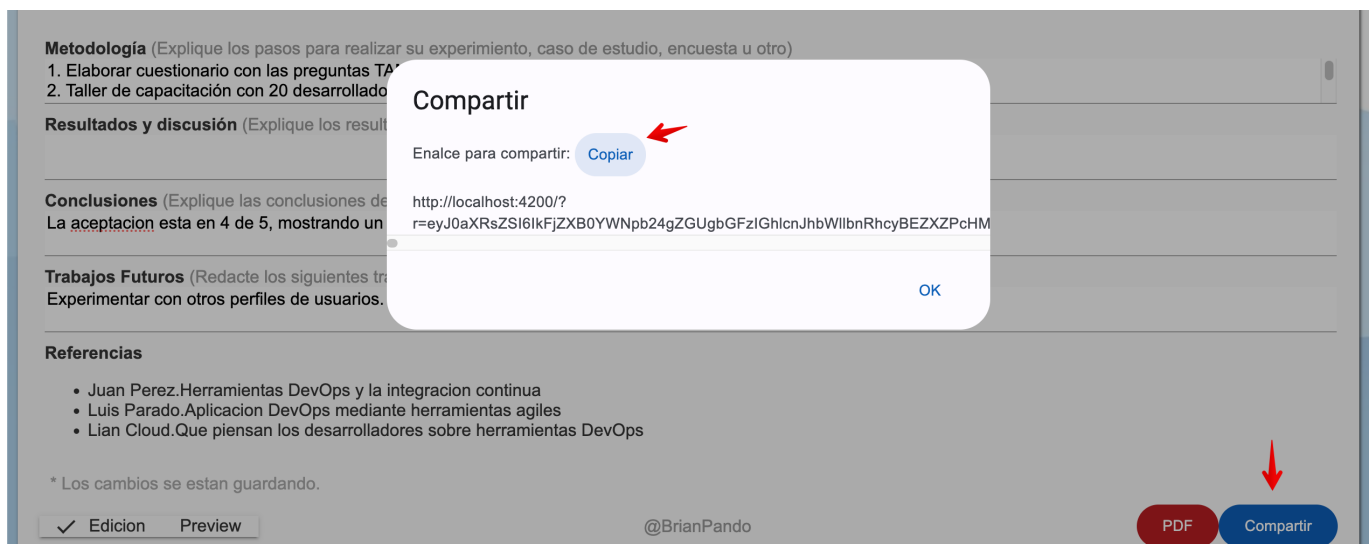 Metodología (Explique los pasos para realizar su experimento, caso de estudio, encuesta u otro)
1. Elaborar cuestionario con las preguntas
2. Taller de capacitación con 20
Resultados y discusión (Explique los
Conclusiones (Explique las conclusiones
La aceptacion esta en 4 de 5, mostrando un
Trabajos Futuros (Redacte los siguientes
Experimentar con otros perfiles de usuarios.
Compartir
Enalce para compartir: Copiar
http://localhost:4200/?
r=eyJ0aXRsZSI6IkFjZXB0YWNpb24gZGUgbGFzIGhlcnJhbWllbnRhcyBEZXZPcHM
OK
Referencias
• Juan Perez.Herramientas DevOps y la integracion continua
• Luis Parado.Aplicacion DevOps mediante herramientas agiles
• Lian Cloud.Que piensan los desarrolladores sobre herramientas DevOps
* Los cambios se estan guardando.
✓ Edicion Preview @BrianPando PDF Compartir